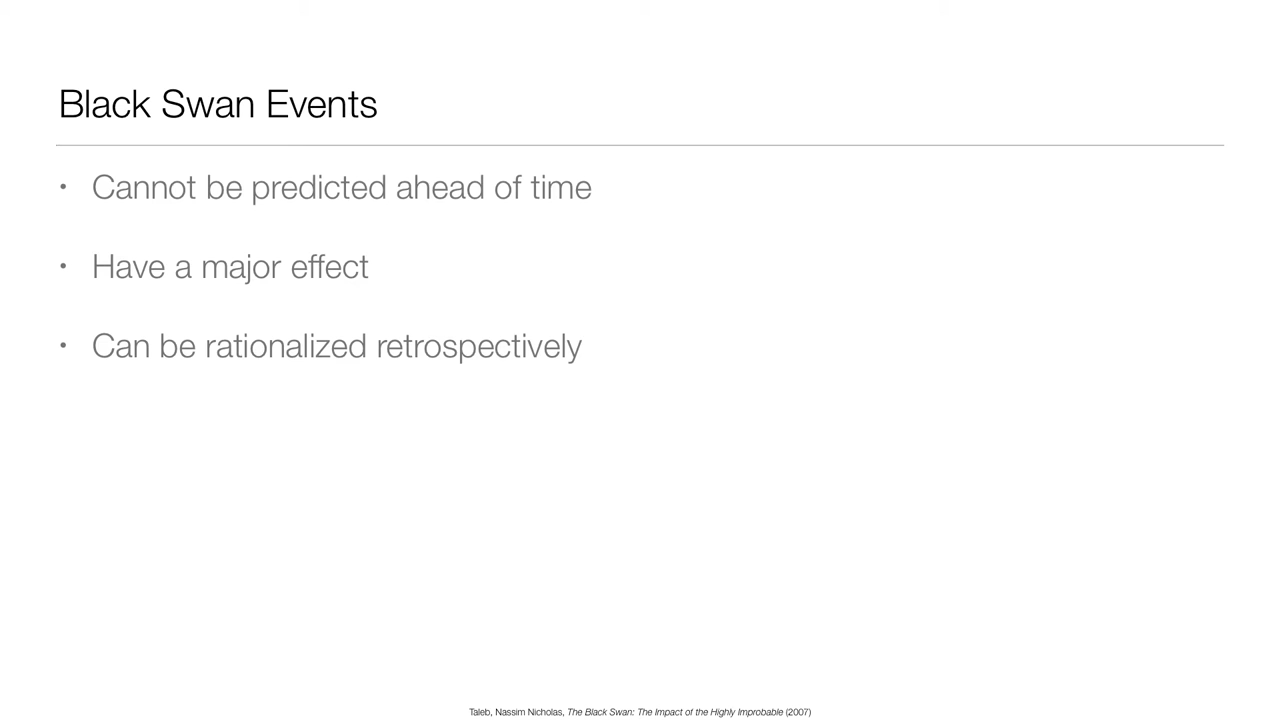 Black Swan Events
• Cannot be predicted ahead of time
• Have a major effect
• Can be rationalized retrospectively
Taleb, Nassim Nicholas, The Black Swan: The Impact of the Highly Improbable (2007)